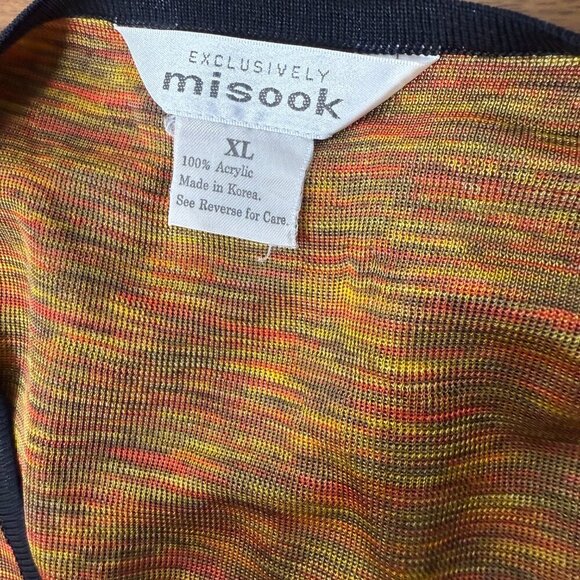 EXCLUSIVELY
misook
XL
100% Acrylic
Made in Korea.
See Reverse for Care.